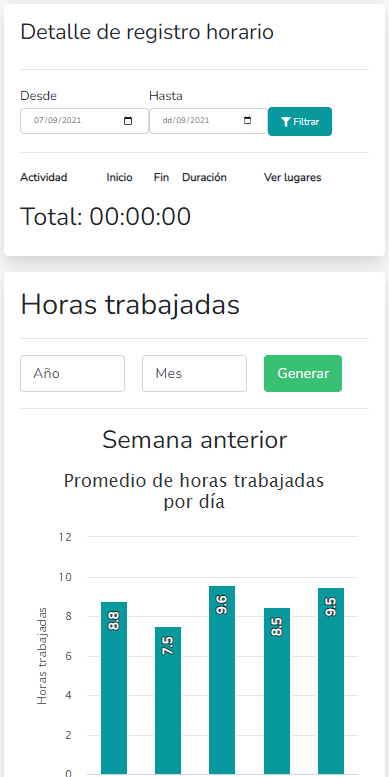 Detalle de registro horario
Desde Hasta
07/09/2021 dd/09/2021 Filtrar
Actividad Inicio Fin Duración Ver lugares
Total: 00:00:00
Horas trabajadas
Año Mes Generar
Semana anterior
Promedio de horas trabajadas
por día
Horas trabajadas
12
10
8
6
4
2
0
8.8 7.5 9.6 8.5 9.5